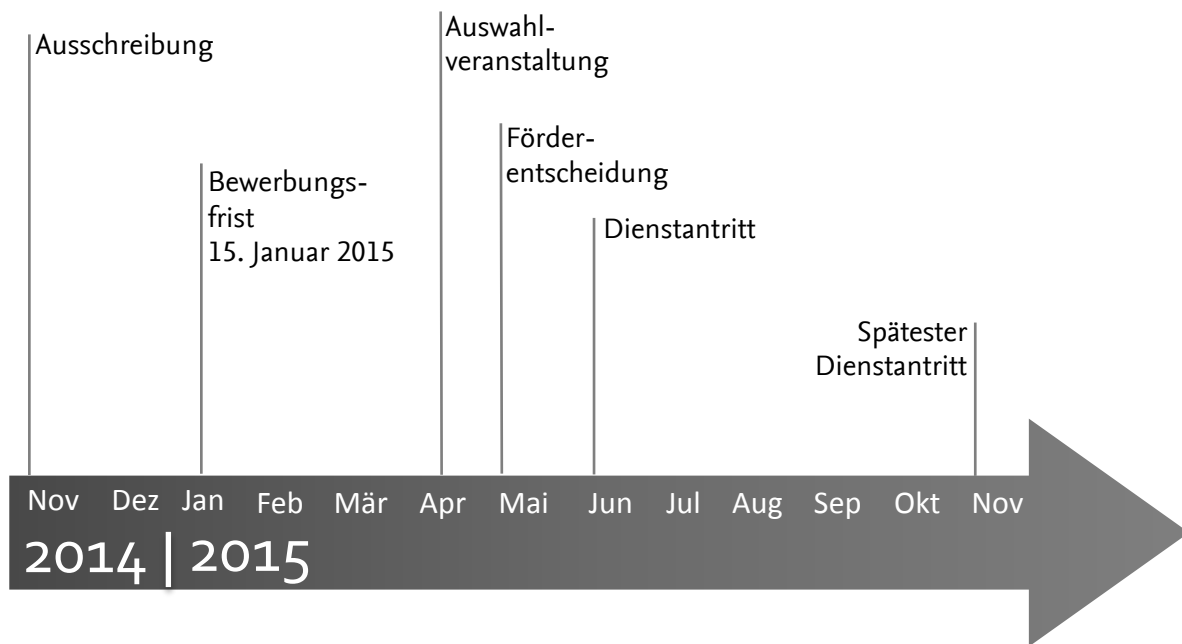 Ausschreibung
Auswahl-
veranstaltung
Förder-
entscheidung
Bewerbungs-
frist
15. Januar 2015
Dienstantritt
Spätester
Dienstantritt
Nov Dez Jan Feb Mär Apr Mai Jun Jul Aug Sep Okt Nov
2014 | 2015